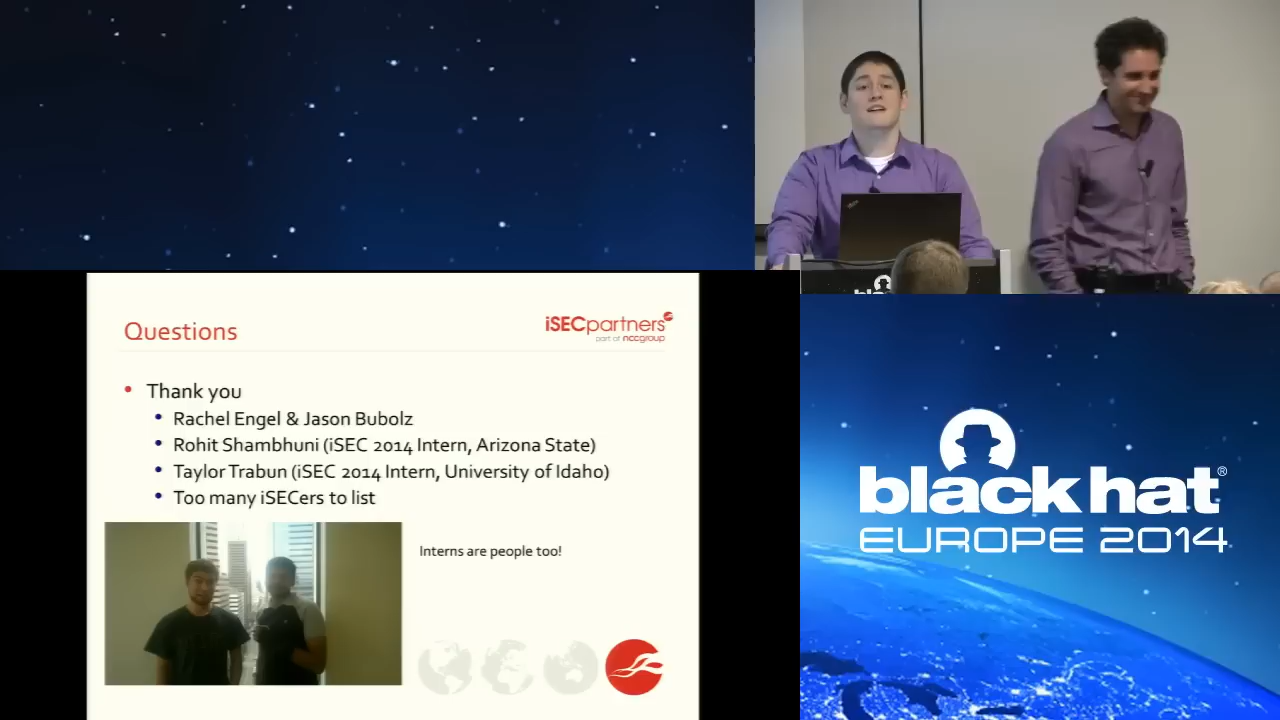 Questions
iSECpartners
part of nccgroup
Thank you
Rachel Engel & Jason Bubolz
Rohit Shambhuni (iSEC 2014 Intern, Arizona State)
Taylor Trabun (iSEC 2014 Intern, University of Idaho)
Too many iSECers to list
Interns are people too!
black hat®
EUROPE 2014